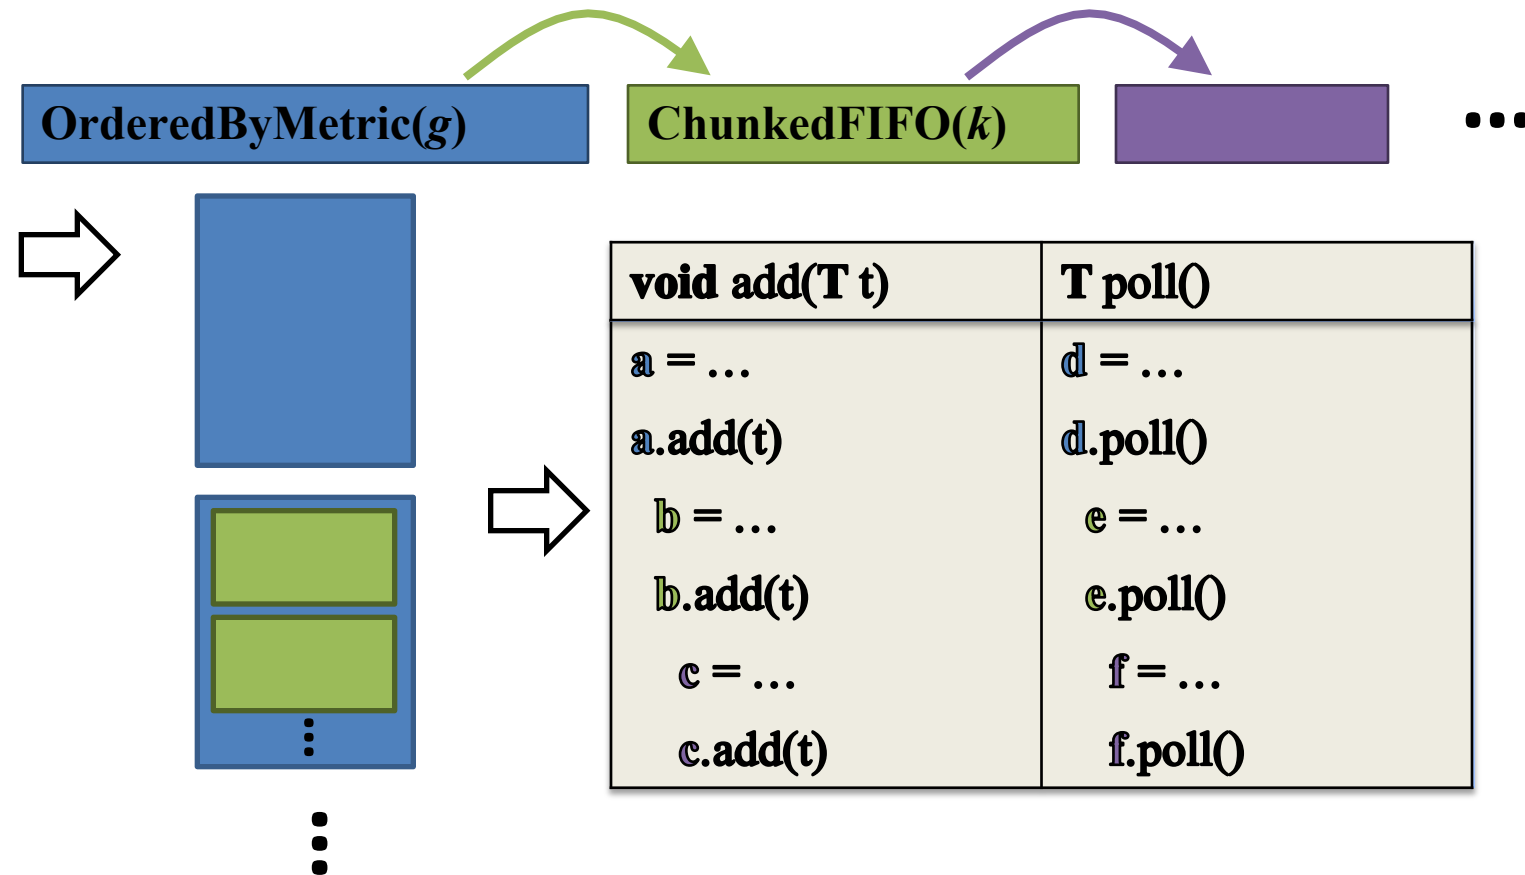 OrderedByMetric(g) ChunkedFIFO(k) …
void add(T t) T poll()
a = … d = …
a.add(t) d.poll()
b = … e = …
b.add(t) e.poll()
c = … f = …
c.add(t) f.poll()